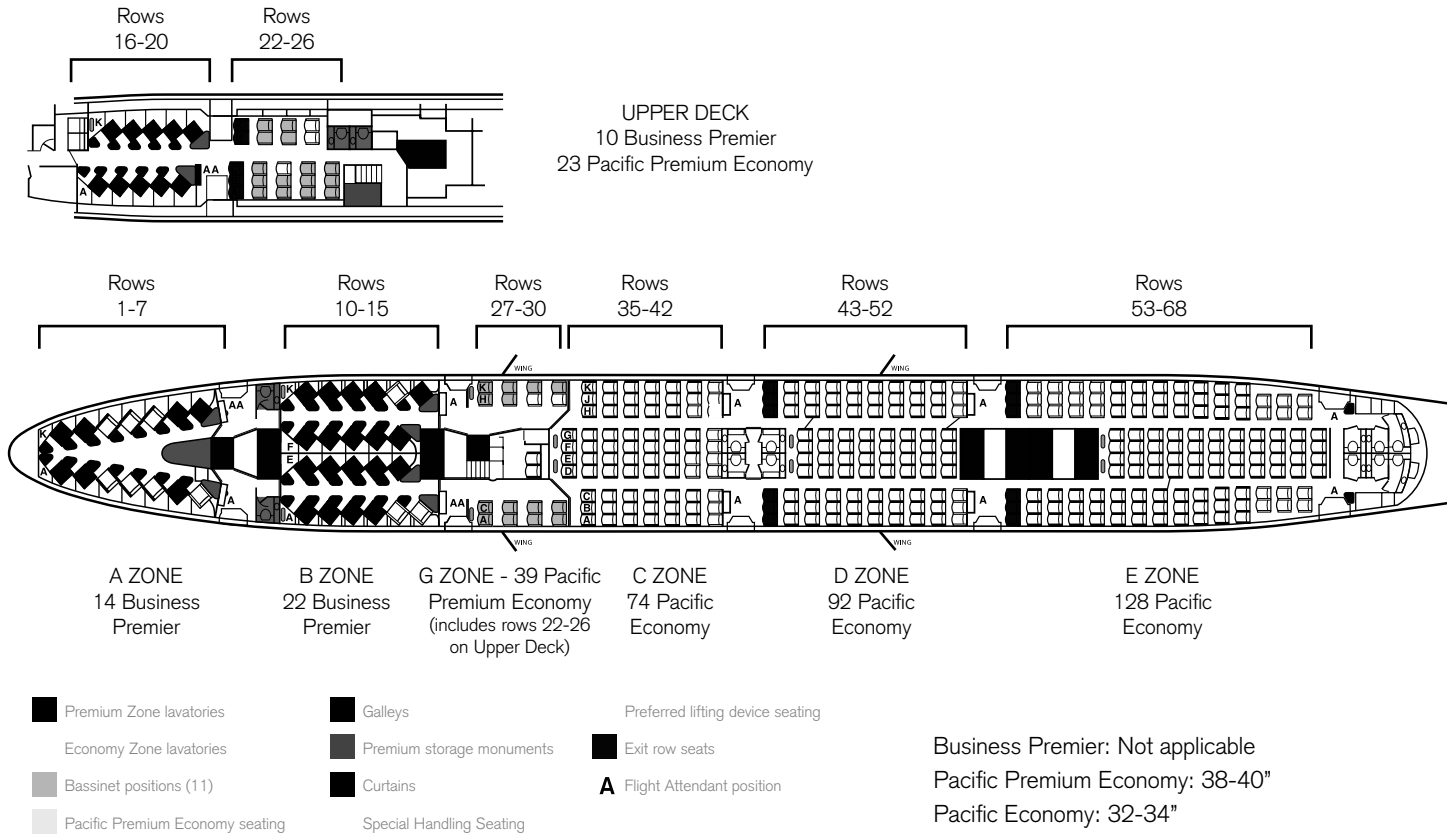 Rows
16-20
Rows
22-26
UPPER DECK
10 Business Premier
23 Pacific Premium Economy
K
A
AA
Rows
1-7
Rows
10-15
Rows
27-30
Rows
35-42
Rows
43-52
Rows
53-68
WING
WING
K
A
AA
A
K
F
E
A
A
AA
K
H
C
A
K
J
H
G
F
E
D
C
B
A
A
A
A
A
A
A
WING
WING
A ZONE
14 Business
Premier
B ZONE
22 Business
Premier
G ZONE - 39 Pacific
Premium Economy
(includes rows 22-26
on Upper Deck)
C ZONE
74 Pacific
Economy
D ZONE
92 Pacific
Economy
E ZONE
128 Pacific
Economy
Premium Zone lavatories
Economy Zone lavatories
Bassinet positions (11)
Pacific Premium Economy seating
Galleys
Premium storage monuments
Curtains
Special Handling Seating
Preferred lifting device seating
Exit row seats
A Flight Attendant position
Business Premier: Not applicable
Pacific Premium Economy: 38-40”
Pacific Economy: 32-34”